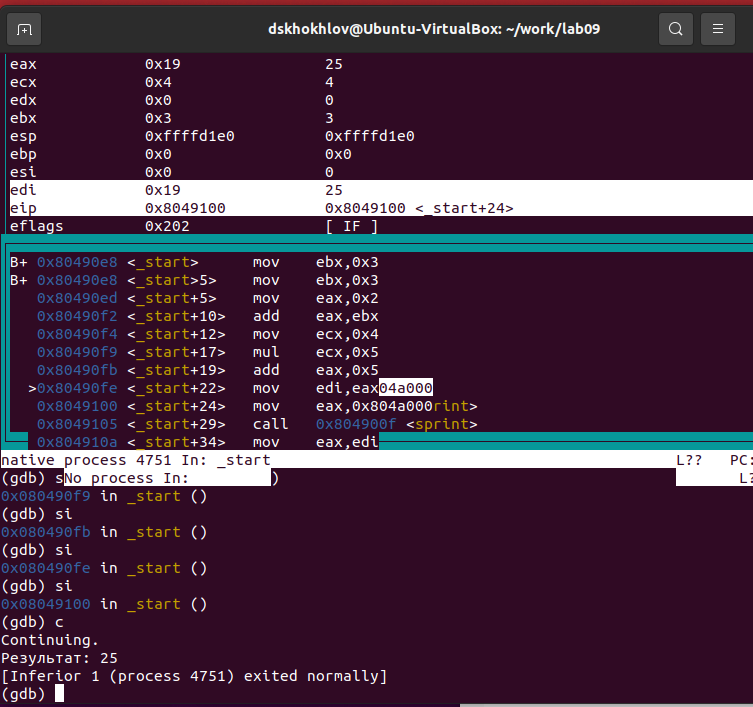 dskhokhlov@Ubuntu-VirtualBox: ~/work/lab09
eax 0x19 25
ecx 0x4 4
edx 0x0 0
ebx 0x3 3
esp 0xffffd1e0 0xffffd1e0
ebp 0x0 0x0
esi 0x0 0
edi 0x19 25
eip 0x8049100 0x8049100 <_start+24>
eflags 0x202 [ IF ]
B+ 0x80490e8 <_start> mov ebx,0x3
B+ 0x80490e8 <_start>5> mov ebx,0x3
0x80490ed <_start+5> mov eax,0x2
0x80490f2 <_start+10> add eax,ebx
0x80490f4 <_start+12> mov ecx,0x4
0x80490f9 <_start+17> mul ecx,0x5
0x80490fb <_start+19> add eax,0x5
>0x80490fe <_start+22> mov edi,eax04a000
0x8049100 <_start+24> mov eax,0x804a000rint>
0x8049105 <_start+29> call 0x804900f <sprint>
0x804910a <_start+34> mov eax,edi
native process 4751 In: _start L?? PC:
(gdb) sNo process In: ) L?
0x080490f9 in _start ()
(gdb) si
0x080490fb in _start ()
(gdb) si
0x080490fe in _start ()
(gdb) si
0x08049100 in _start ()
(gdb) c
Continuing.
Результат: 25
[Inferior 1 (process 4751) exited normally]
(gdb)